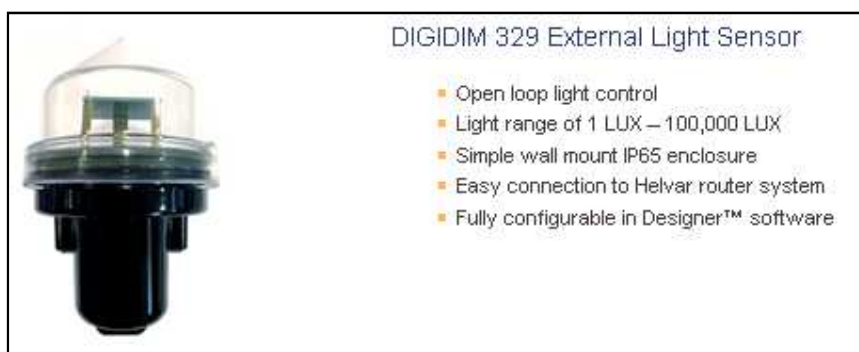 DIGIDIM 329 External Light Sensor
Open loop light control
Light range of 1 LUX – 100,000 LUX
Simple wall mount IP65 enclosure
Easy connection to Helvar router system
Fully configurable in Designer™ software